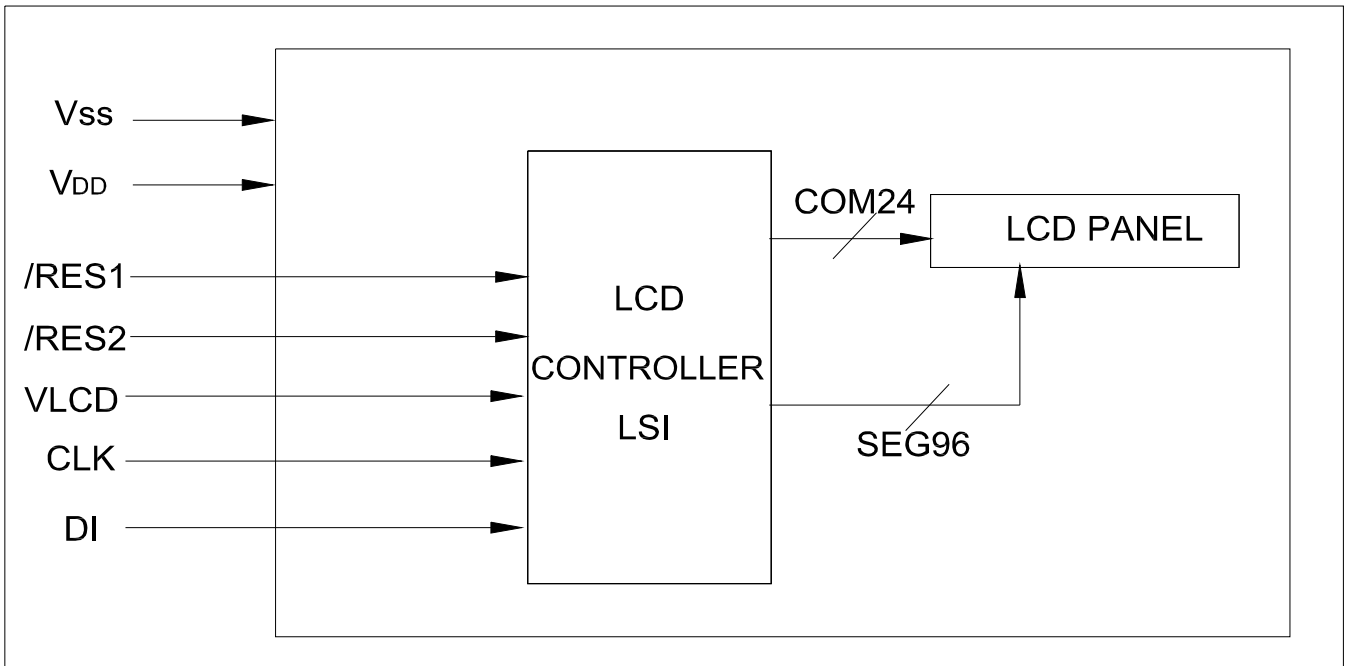 Vss
VDD
/RES1
/RES2
VLCD
CLK
DI
LCD
CONTROLLER
LSI
COM24
SEG96
LCD PANEL